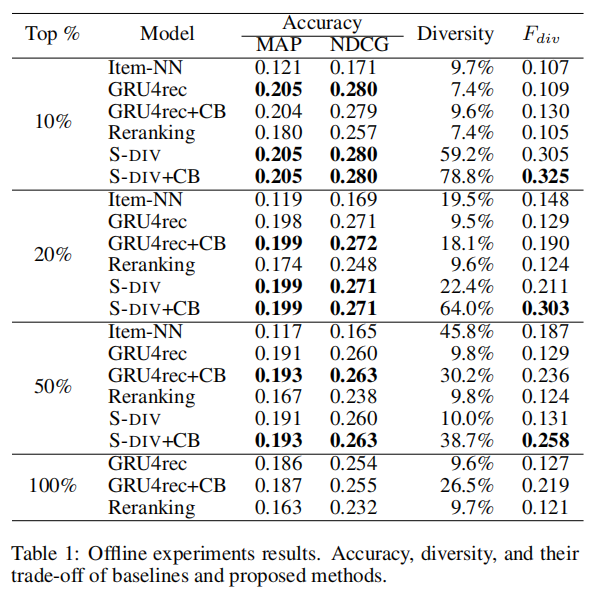 Top % Model Accuracy Diversity F_div
MAP NDCG
Item-NN 0.121 0.171 9.7% 0.107
GRU4rec 0.205 0.280 7.4% 0.109
10% GRU4rec+CB 0.204 0.279 9.6% 0.130
Reranking 0.180 0.257 7.4% 0.105
S-DIV 0.205 0.280 59.2% 0.305
S-DIV+CB 0.205 0.280 78.8% 0.325
Item-NN 0.119 0.169 19.5% 0.148
GRU4rec 0.198 0.271 9.5% 0.129
20% GRU4rec+CB 0.199 0.272 18.1% 0.190
Reranking 0.174 0.248 9.6% 0.124
S-DIV 0.199 0.271 22.4% 0.211
S-DIV+CB 0.199 0.271 64.0% 0.303
Item-NN 0.117 0.165 45.8% 0.187
GRU4rec 0.191 0.260 9.8% 0.129
50% GRU4rec+CB 0.193 0.263 30.2% 0.236
Reranking 0.167 0.238 9.8% 0.124
S-DIV 0.191 0.260 10.0% 0.131
S-DIV+CB 0.193 0.263 38.7% 0.258
GRU4rec 0.186 0.254 9.6% 0.127
100% GRU4rec+CB 0.187 0.255 26.5% 0.219
Reranking 0.163 0.232 9.7% 0.121
Table 1: Offline experiments results. Accuracy, diversity, and their
trade-off of baselines and proposed methods.